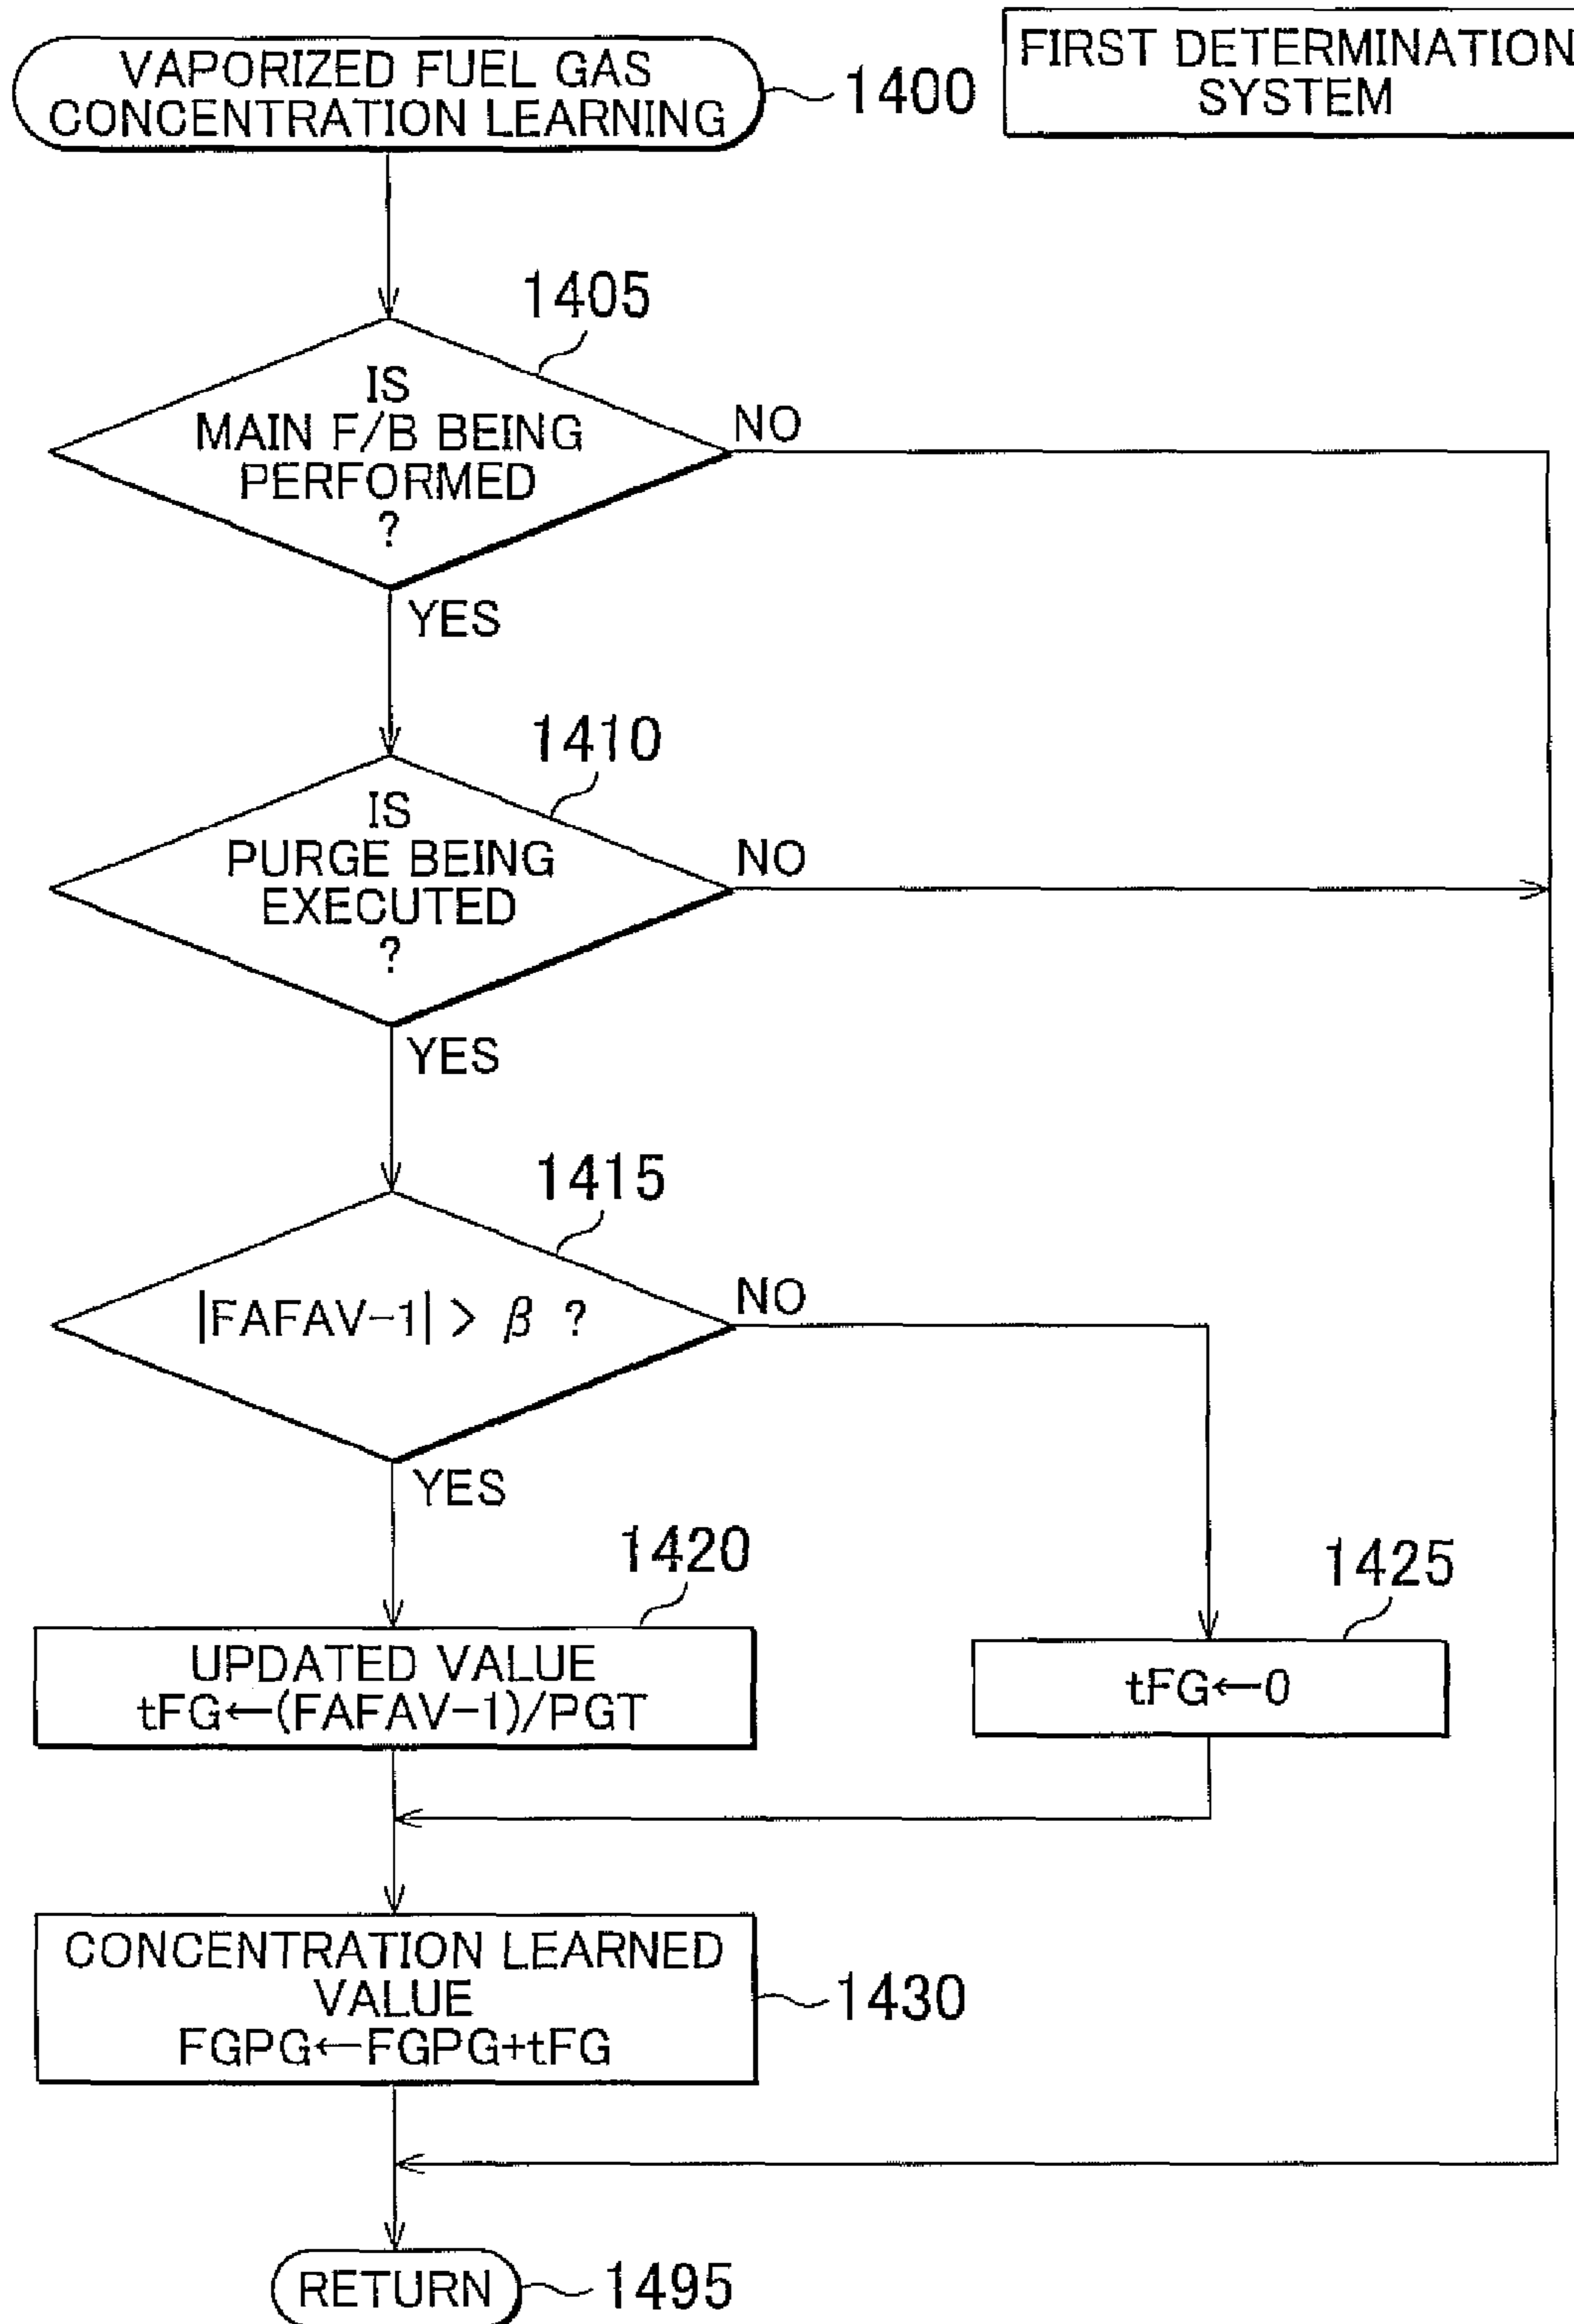 VAPORIZED FUEL GAS
CONCENTRATION LEARNING
1400
FIRST DETERMINATION
SYSTEM
1405
IS
MAIN F/B BEING
PERFORMED
?
NO
YES
1410
IS
PURGE BEING
EXECUTED
?
NO
YES
1415
|FAFAV-1| > β ?
NO
YES
1420
UPDATED VALUE
tFG←(FAFAV-1)/PGT
1425
tFG←0
CONCENTRATION LEARNED
VALUE
FGPG←FGPG+tFG
1430
RETURN
1495